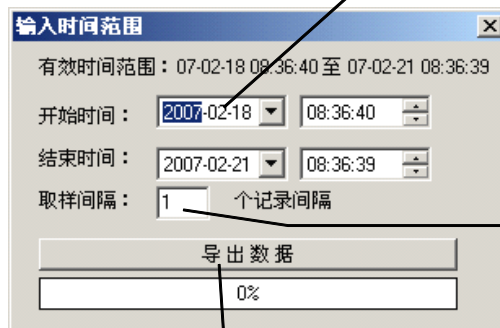 输入时间范围
有效时间范围：07-02-18 08:36:40 至 07-02-21 08:36:39
开始时间： 2007-02-18 08:36:40
结束时间： 2007-02-21 08:36:39
取样间隔： 1 个记录间隔
导出数据
0%